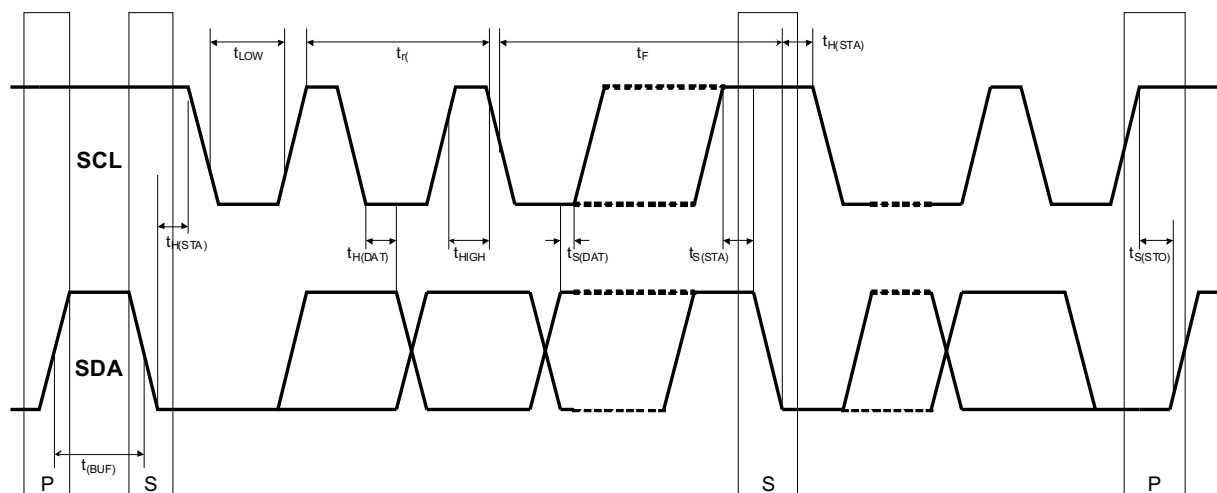 tLOW
tr(
tF
tH(STA)
SCL
tH(STA)
tH(DAT)
tHIGH
tS(DAT)
tS(STA)
tS(STO)
SDA
t(BUF)
P
S
S
P